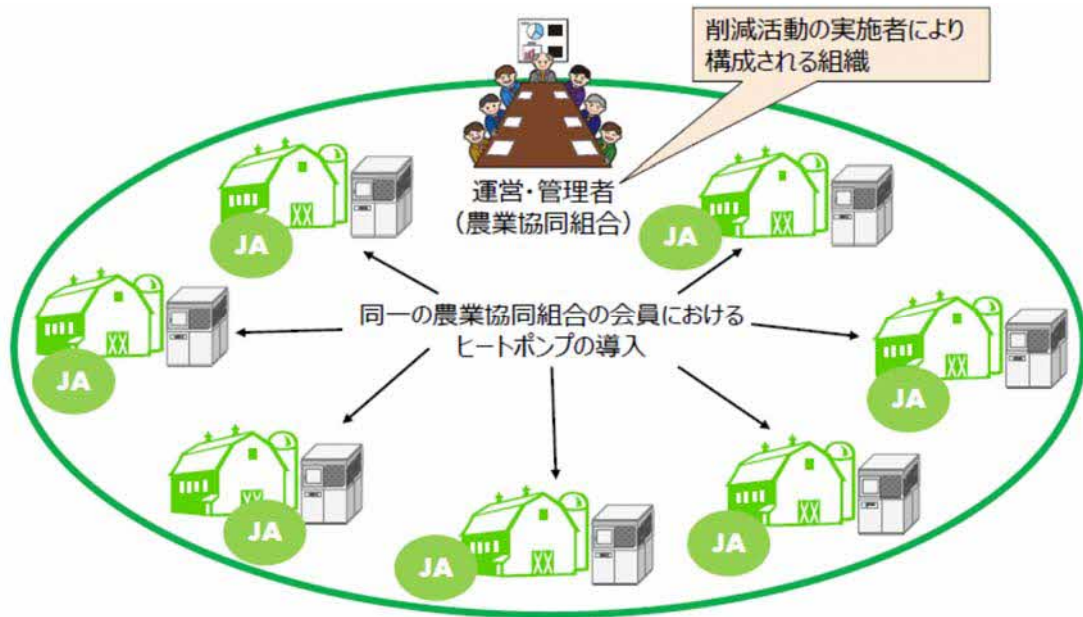 削減活動の実施者により
構成される組織
運営・管理者
（農業協同組合）
JA
JA
同一の農業協同組合の会員における
ヒートポンプの導入
JA
JA
JA
JA
JA